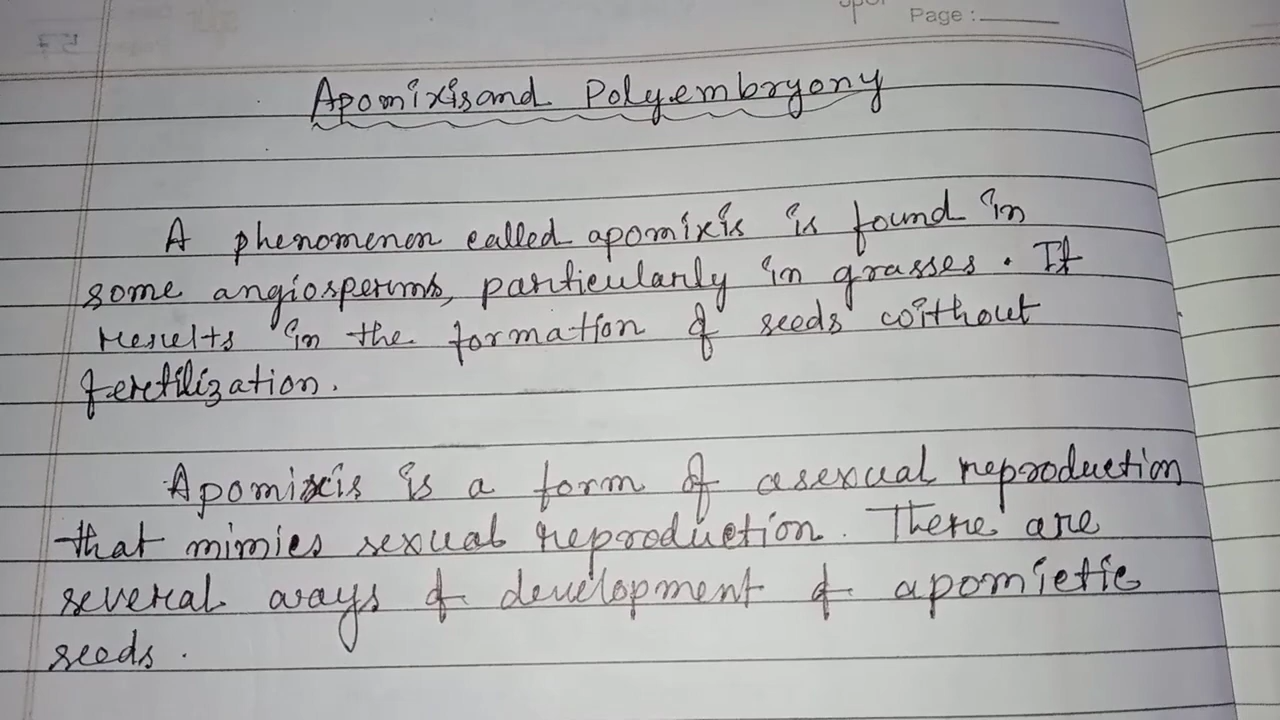 Page :
Apomixis and Polyembryony
A phenomenon called apomixis is found in
some angiosperms, particularly in grasses. It
results in the formation of seeds without
fertilization.
Apomixis is a form of asexual reproduction
that mimics sexual reproduction. There are
several ways of development of apomictic
seeds.